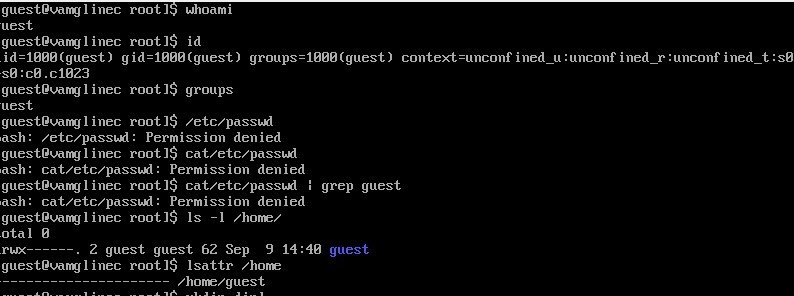 guest@vamglinec root]$ whoami
uest
guest@vamglinec root]$ id
id=1000(guest) gid=1000(guest) groups=1000(guest) context=unconfined_u:unconfined_r:unconfined_t:s0
-s0:c0.c1023
guest@vamglinec root]$ groups
uest
guest@vamglinec root]$ /etc/passwd
bash: /etc/passwd: Permission denied
guest@vamglinec root]$ cat/etc/passwd
bash: cat/etc/passwd: Permission denied
guest@vamglinec root]$ cat/etc/passwd | grep guest
bash: cat/etc/passwd: Permission denied
guest@vamglinec root]$ ls -l /home/
total 0
drwx------. 2 guest guest 62 Sep  9 14:40 guest
guest@vamglinec root]$ lsattr /home
---------------------- /home/guest